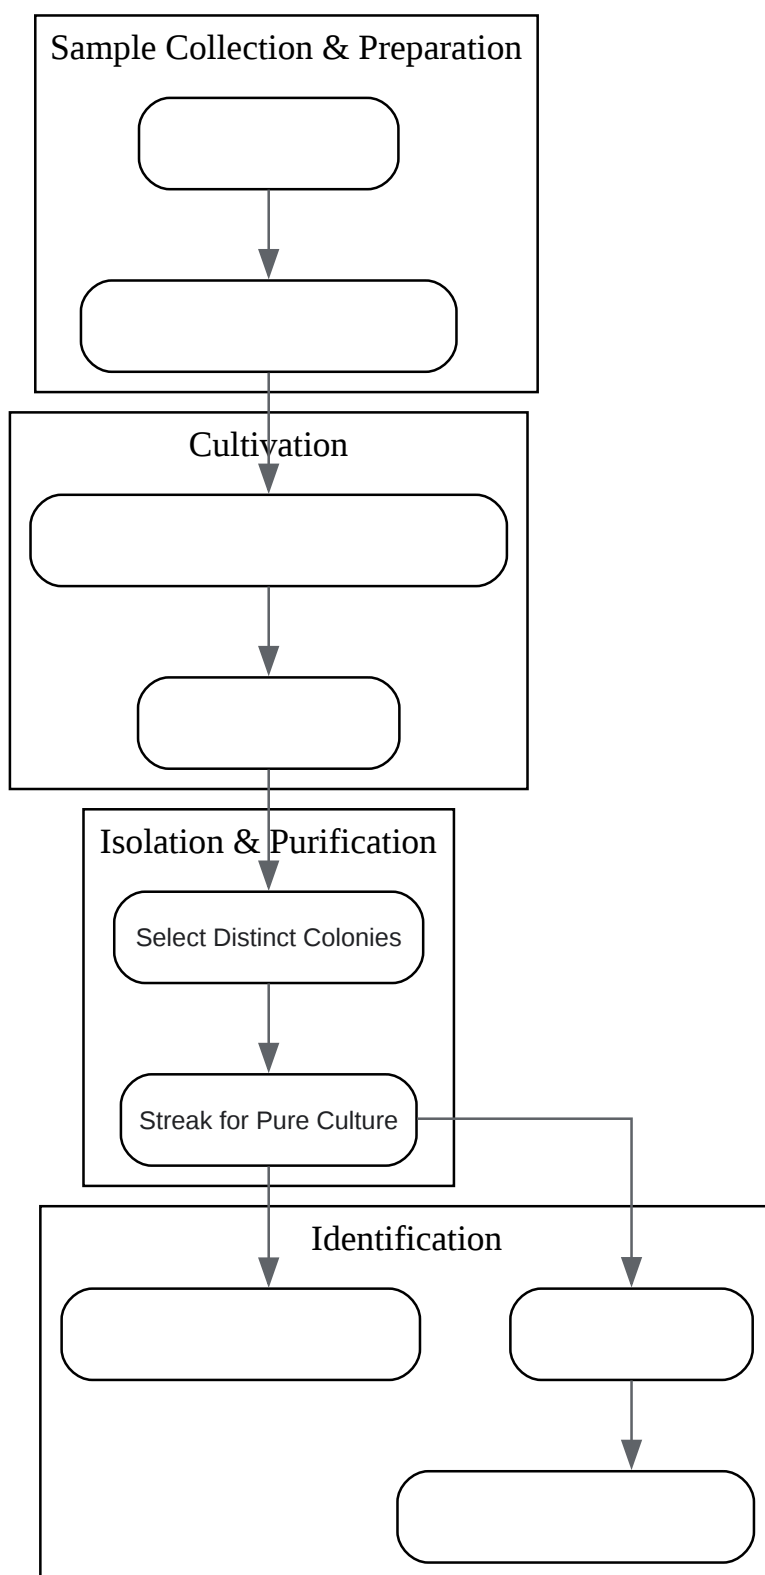 Sample Collection & Preparation
Cultivation
Isolation & Purification
Select Distinct Colonies
Streak for Pure Culture
Identification